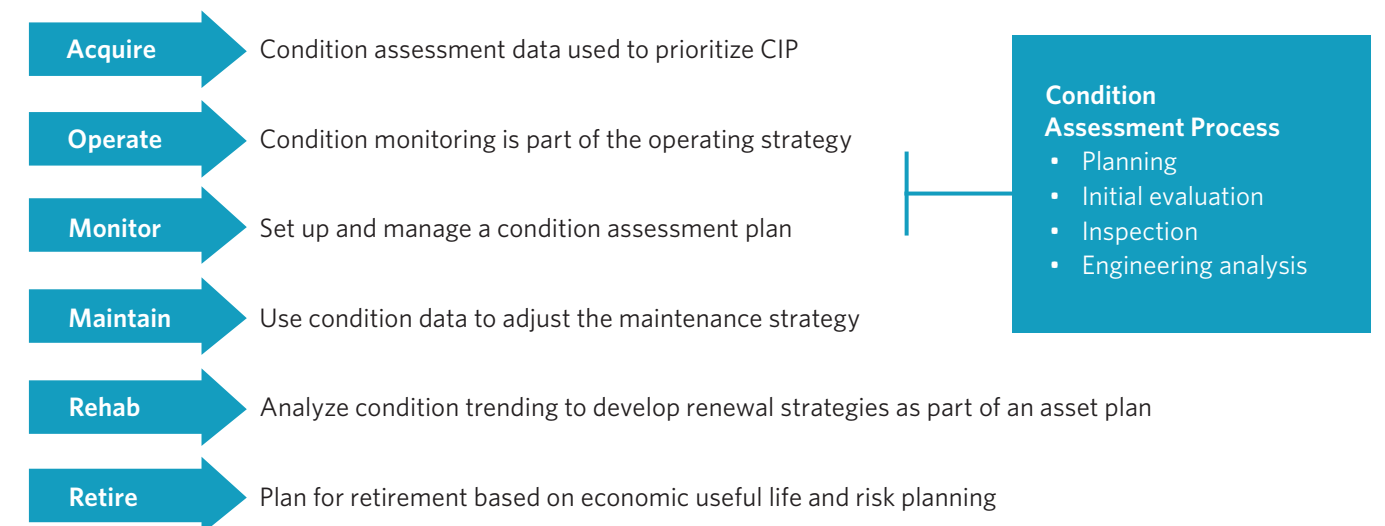 Acquire
Condition assessment data used to prioritize CIP
Operate
Condition monitoring is part of the operating strategy
Monitor
Set up and manage a condition assessment plan
Maintain
Use condition data to adjust the maintenance strategy
Rehab
Analyze condition trending to develop renewal strategies as part of an asset plan
Retire
Plan for retirement based on economic useful life and risk planning
Condition
Assessment Process
• Planning
• Initial evaluation
• Inspection
• Engineering analysis